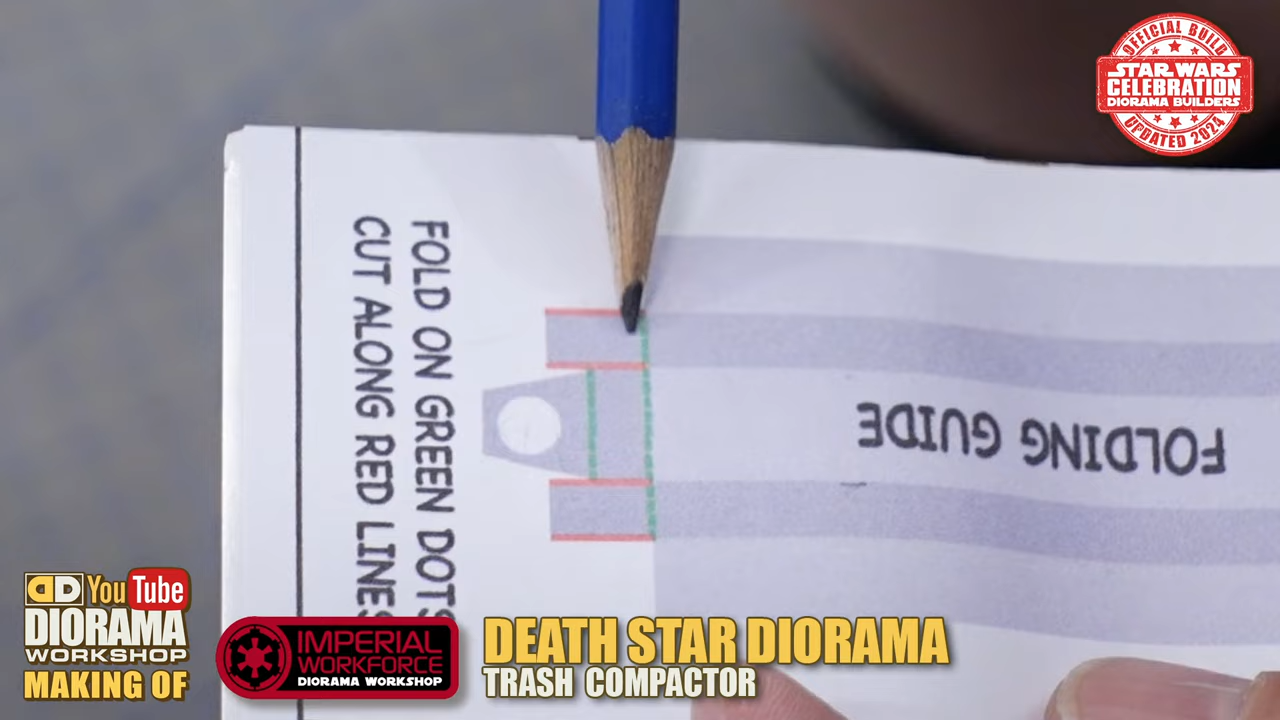 OFFICIAL BUILD
STAR WARS
CELEBRATION
DIORAMA BUILDERS
UPDATED 2024
FOLD ON GREEN DOTS
CUT ALONG RED LINES
FOLDING GUIDE
DD YouTube
DIORAMA
WORKSHOP
MAKING OF
IMPERIAL
WORKFORCE
DIORAMA WORKSHOP
DEATH STAR DIORAMA
TRASH COMPACTOR